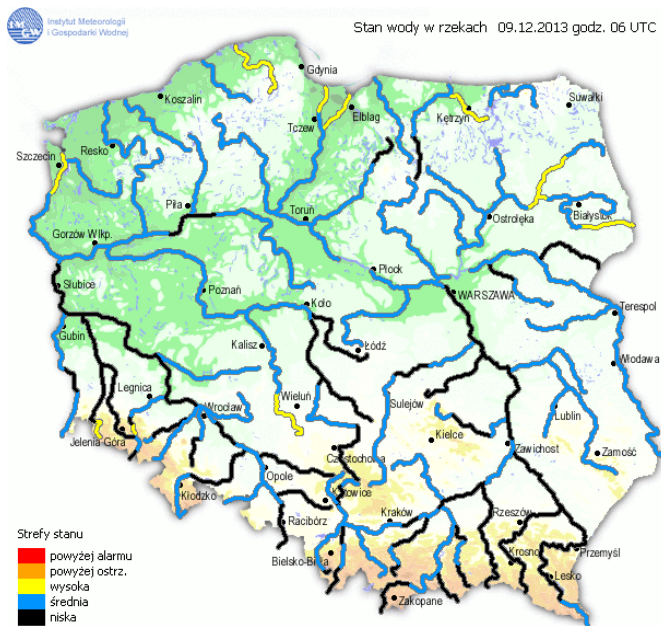 IMGW
Instytut Meteorologii
i Gospodarki Wodnej
Stan wody w rzekach 09.12.2013 godz. 06 UTC
Gdynia
Koszalin
Suwałki
Elbląg
Kętrzyn
Tczew
Resko
Szczecin
Piła
Białystok
Toruń
Ostrołęka
Gorzów Wlkp.
Płock
Słubice
Poznań
WARSZAWA
Koło
Terespol
Gubin
Kalisz
Łódź
Włodawa
Legnica
Wieluń
Sulejów
Wrocław
Lublin
Jelenia Góra
Kielce
Zawichost
Zamość
Częstochowa
Opole
Kłodzko
Katowice
Racibórz
Kraków
Rzeszów
Strefy stanu
Bielsko-Biała
Krosno
Przemyśl
powyżej alarmu
powyżej ostrz.
Lesko
wysoka
średnia
Zakopane
niska